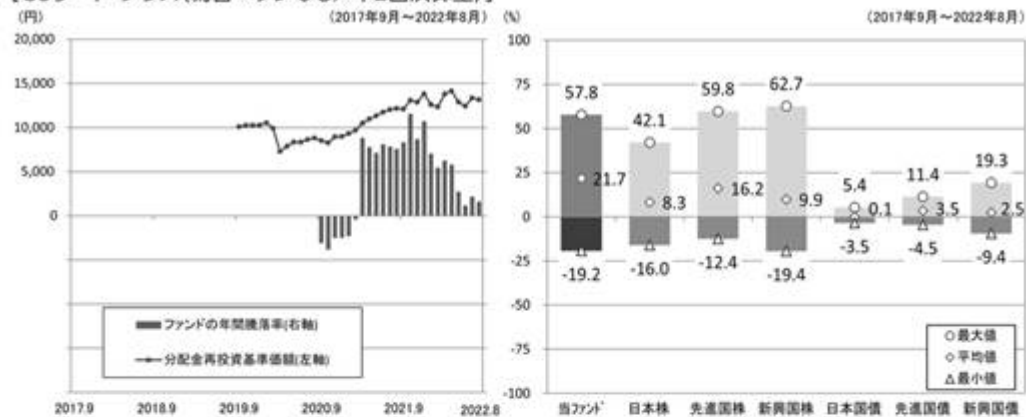 (円)
(2017年9月～2022年8月)
20,000
15,000
10,000
5,000
0
ファンドの年間騰落率(右軸)
分配金再投資基準価額(左軸)
2017.9 2018.9 2019.9 2020.9 2021.9 2022.8
(%)
(2017年9月～2022年8月)
100
75
50
25
0
-25
-50
-75
-100
57.8 42.1 59.8 62.7 5.4 11.4 19.3
21.7 8.3 16.2 9.9 0.1 3.5 2.5
-19.2 -16.0 -12.4 -19.4 -3.5 -4.5 -9.4
○最大値
◇平均値
△最小値
当ファンド 日本株 先進国株 新興国株 日本国債 先進国債 新興国債